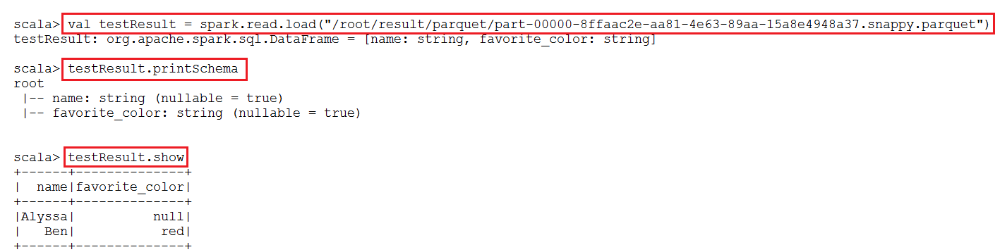 scala> val testResult = spark.read.load("/root/result/parquet/part-00000-8ffaac2e-aa81-4e63-89aa-15a8e4948a37.snappy.parquet")
testResult: org.apache.spark.sql.DataFrame = [name: string, favorite_color: string]
scala> testResult.printSchema
root
 |-- name: string (nullable = true)
 |-- favorite_color: string (nullable = true)
scala> testResult.show
+------+--------------+
|  name|favorite_color|
+------+--------------+
|Alyssa|          null|
|   Ben|           red|
+------+--------------+